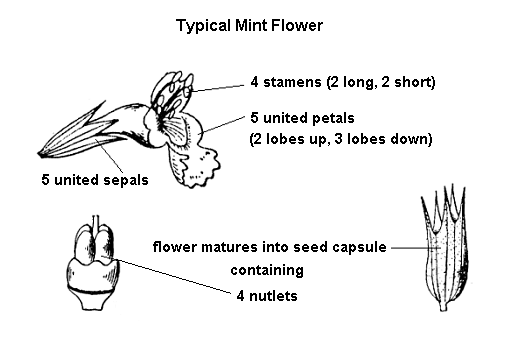 Typical Mint Flower
4 stamens (2 long, 2 short)
5 united petals
(2 lobes up, 3 lobes down)
5 united sepals
flower matures into seed capsule
containing
4 nutlets